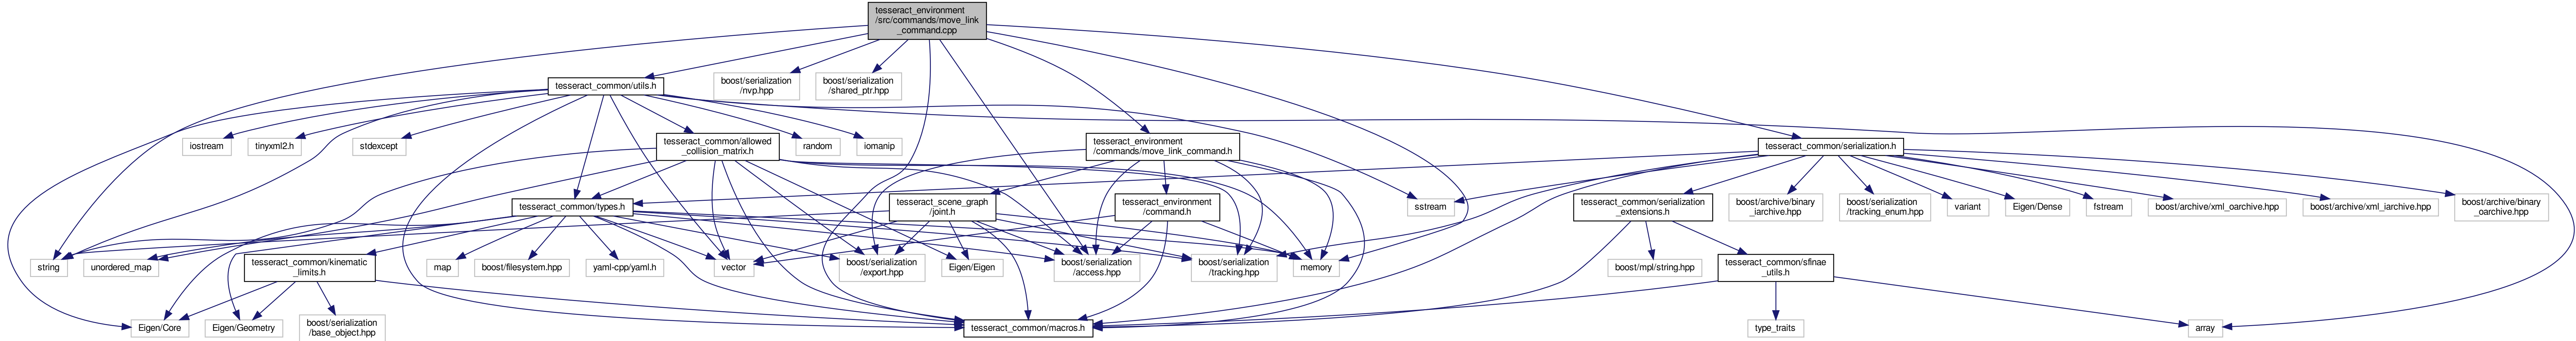 tesseract_environment
/src/commands/move_link
_command.cpp
tesseract_common/utils.h
boost/serialization
/nvp.hpp
boost/serialization
/shared_ptr.hpp
iostream
tinyxml2.h
stdexcept
tesseract_common/allowed
_collision_matrix.h
random
iomanip
tesseract_environment
/commands/move_link_command.h
tesseract_common/serialization.h
tesseract_common/types.h
tesseract_scene_graph
/joint.h
tesseract_environment
/command.h
sstream
tesseract_common/serialization
_extensions.h
boost/archive/binary
_iarchive.hpp
boost/serialization
/tracking_enum.hpp
variant
Eigen/Dense
fstream
boost/archive/xml_oarchive.hpp
boost/archive/xml_iarchive.hpp
boost/archive/binary
_oarchive.hpp
string
unordered_map
tesseract_common/kinematic
_limits.h
map
boost/filesystem.hpp
yaml-cpp/yaml.h
vector
boost/serialization
/export.hpp
Eigen/Eigen
boost/serialization
/access.hpp
boost/serialization
/tracking.hpp
memory
boost/mpl/string.hpp
tesseract_common/sfinae
_utils.h
Eigen/Core
Eigen/Geometry
boost/serialization
/base_object.hpp
tesseract_common/macros.h
type_traits
array